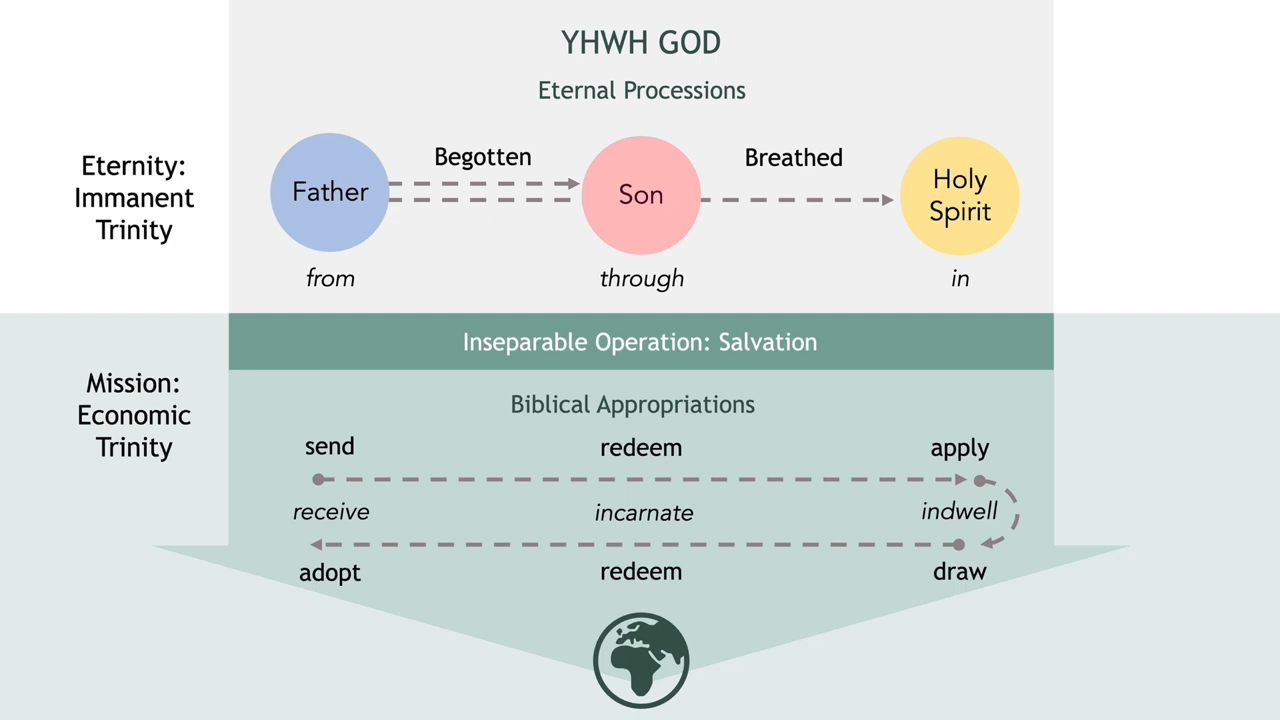 YHWH GOD
Eternal Processions
Eternity:
Immanent
Trinity
Begotten
Breathed
Father
Son
Holy
Spirit
from
through
in
Inseparable Operation: Salvation
Mission:
Economic
Trinity
Biblical Appropriations
send
redeem
apply
receive
incarnate
indwell
adopt
redeem
draw